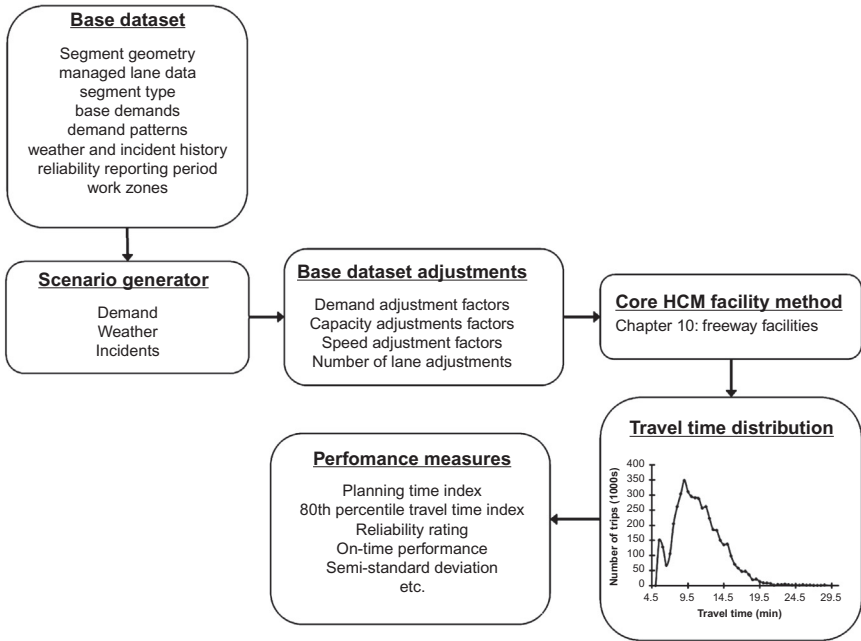 Base dataset
Segment geometry
managed lane data
segment type
base demands
demand patterns
weather and incident history
reliability reporting period
work zones
Scenario generator
Demand
Weather
Incidents
Base dataset adjustments
Demand adjustment factors
Capacity adjustments factors
Speed adjustment factors
Number of lane adjustments
Core HCM facility method
Chapter 10: freeway facilities
Travel time distribution
Number of trips (1000s)
400
350
300
250
200
150
100
50
0
4.5 9.5 14.5 19.5 24.5 29.5
Travel time (min)
Perfomance measures
Planning time index
80th percentile travel time index
Reliability rating
On-time performance
Semi-standard deviation
etc.